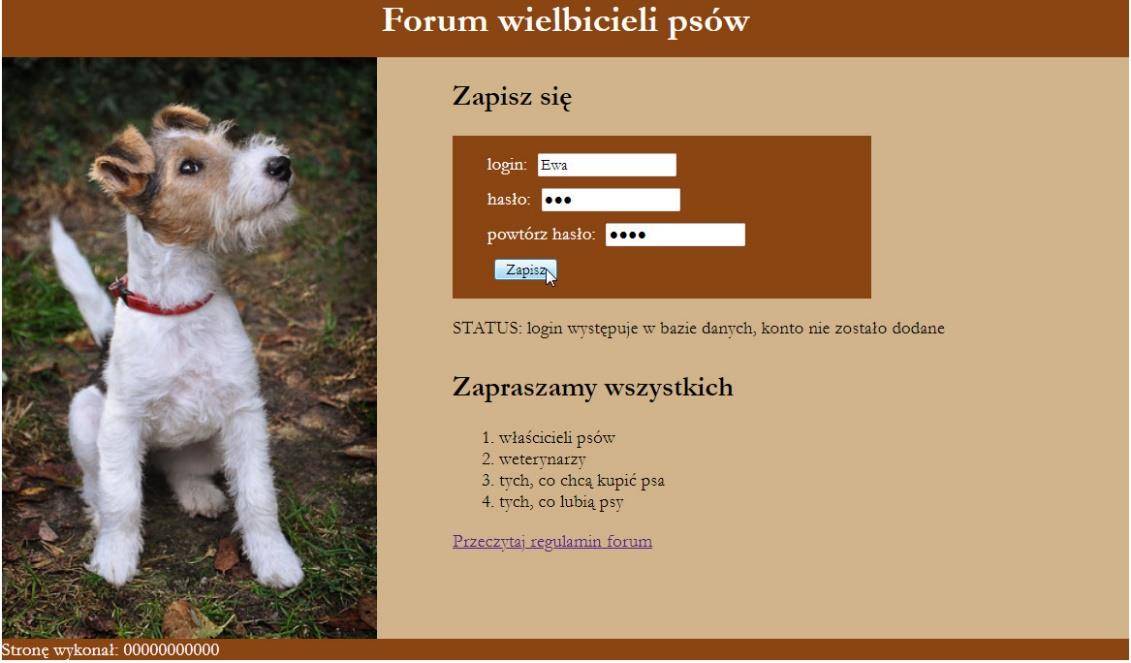 Forum wielbicieli psów
Zapisz się
login: Ewa
hasło: ●●●
powtórz hasło: ●●●●
Zapisz
STATUS: login występuje w bazie danych, konto nie zostało dodane
Zapraszamy wszystkich
1. właścicieli psów
2. weterynarzy
3. tych, co chcą kupić psa
4. tych, co lubią psy
Przeczytaj regulamin forum
Stronę wykonał: 00000000000